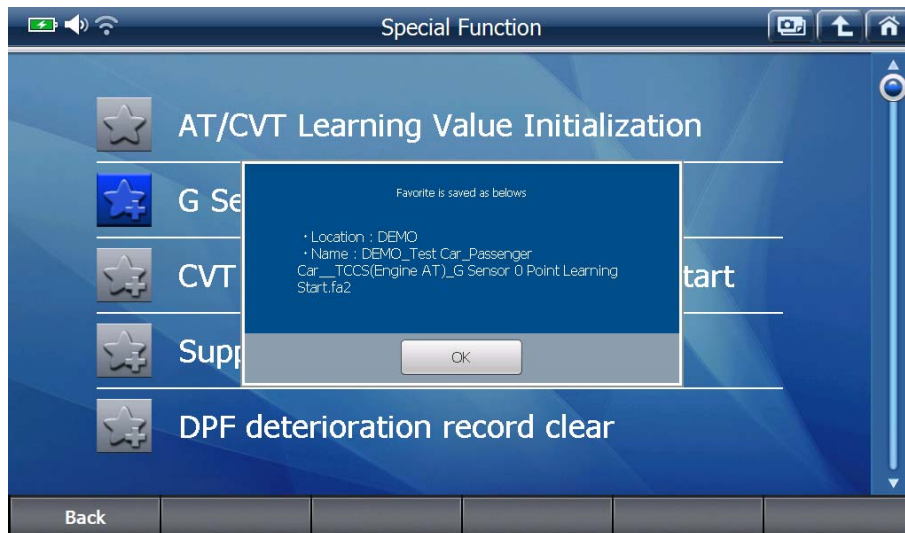 Special Function
AT/CVT Learning Value Initialization
G Se
Favorite is saved as belows
・Location : DEMO
・Name : DEMO_Test Car_Passenger
Car__TCCS(Engine AT)_G Sensor 0 Point Learning
Start.fa2
CVT
tart
Supp
OK
DPF deterioration record clear
Back